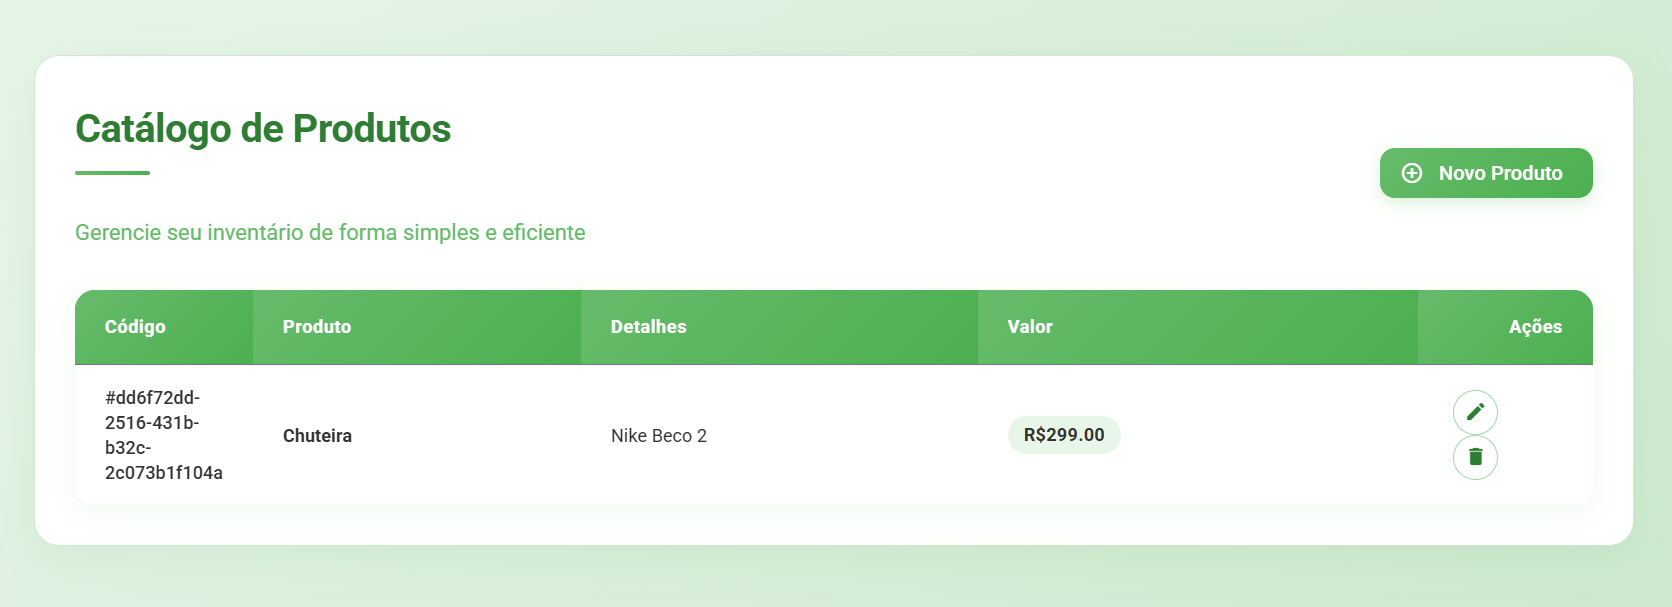 Catálogo de Produtos
Novo Produto
Gerencie seu inventário de forma simples e eficiente
Código Produto Detalhes Valor Ações
#dd6f72dd-
2516-431b-
b32c-
2c073b1f104a
Chuteira
Nike Beco 2
R$299.00